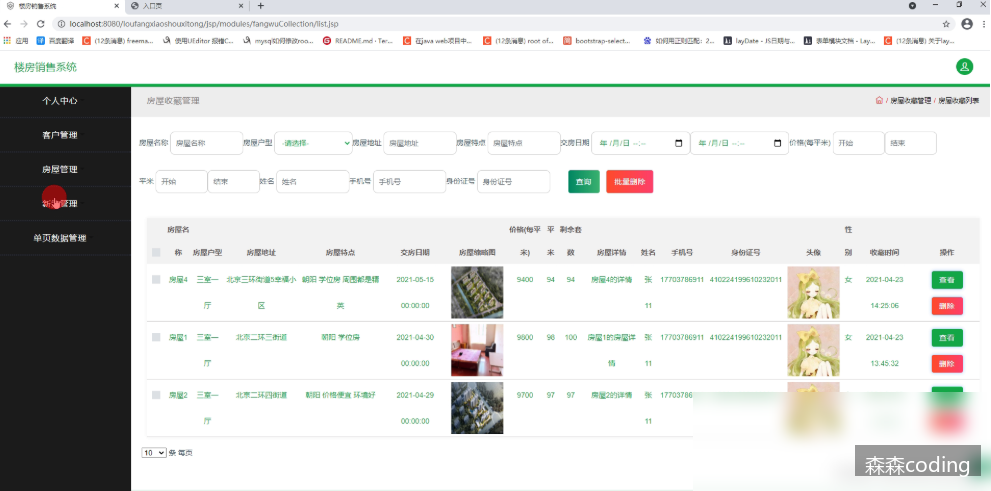 楼房销售系统
入口页
localhost:8080/loufangxiaoshouxitong/jsp/modules/fangwuCollection/list.jsp
应用 百度翻译 (12条消息) freema... 使用UEditor 报错C... mysql如何修改roo... README.md · Ter... 在java web项目中... (12条消息) root of... bootstrap-select... 如何用正则匹配：2... layDate - JS日期与... 表单模块文档 - Lay... (12条消息) 关于lay...
楼房销售系统
个人中心
客户管理
房屋管理
管理
单页数据管理
房屋收藏管理
/ 房屋收藏管理 / 房屋收藏列表
房屋名称 房屋名称 房屋户型 -请选择- 房屋地址 房屋地址 房屋特点 房屋特点 交房日期 年 /月/日 --:-- 年 /月/日 --:-- 价格(每平米) 开始 结束
平米 开始 结束 姓名 姓名 手机号 手机号 身份证号 身份证号 查询 批量删除
房屋名 价格(每平 平 剩余套 性
称 房屋户型 房屋地址 房屋特点 交房日期 房屋缩略图 米) 米 数 房屋详情 姓名 手机号 身份证号 头像 别 收藏时间 操作
房屋4 三室一 北京三环街道5幸福小 朝阳 学位房 周围都是精 2021-05-15 9400 94 94 房屋4的详情 张 17703786911 410224199610232011 女 2021-04-23 查看
厅 区 英 00:00:00 11 14:25:06 删除
房屋1 三室一 北京二环三街道 朝阳 学位房 2021-04-30 9800 98 100 房屋1的房屋详 张 17703786911 410224199610232011 女 2021-04-23 查看
厅 00:00:00 情 11 13:45:32 删除
房屋2 三室一 北京二环四街道 朝阳 价格便宜 环境好 2021-04-29 9700 97 97 房屋2的详情 张 1770378
厅 00:00:00 11
10 条 每页
森森coding